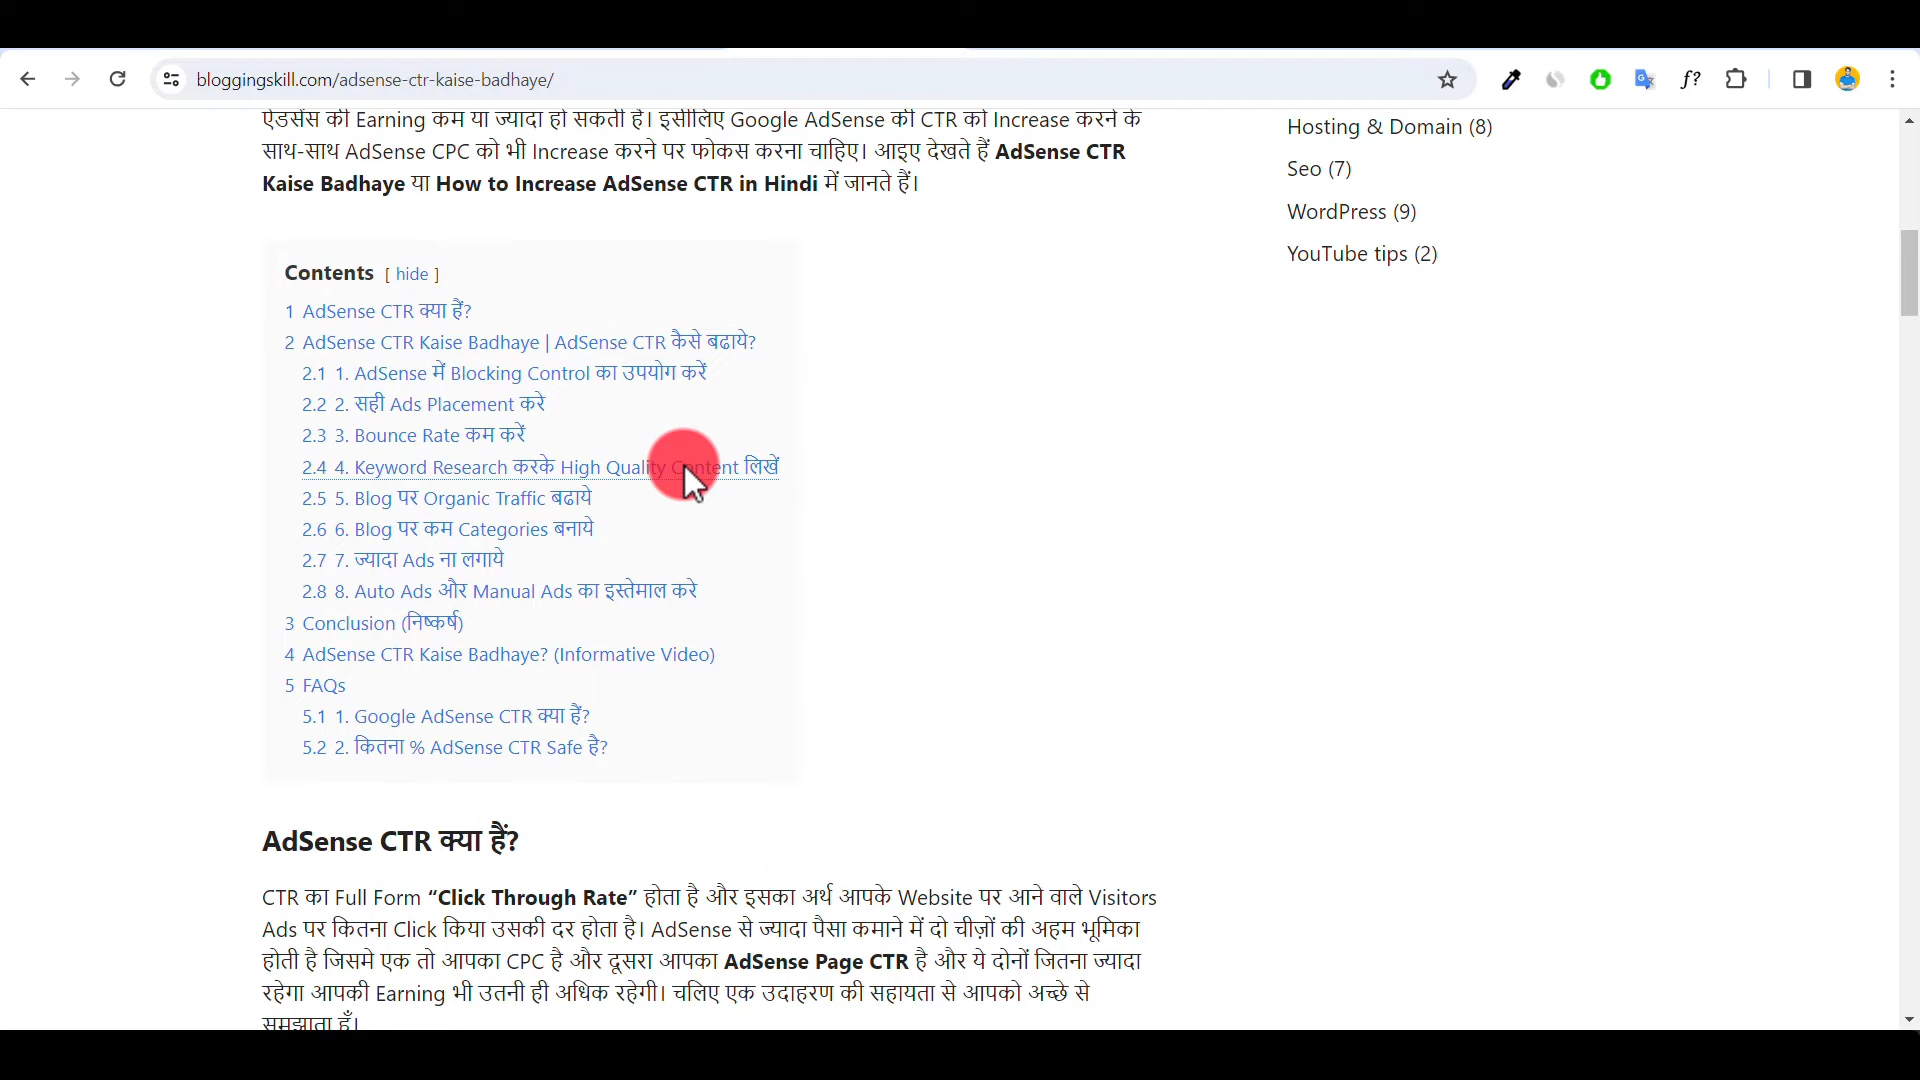 bloggingskill.com/adsense-ctr-kaise-badhaye/
ऐडसेंस की Earning कम या ज्यादा हो सकती है। इसीलिए Google AdSense की CTR को Increase करने के
साथ-साथ AdSense CPC को भी Increase करने पर फोकस करना चाहिए। आइए देखते हैं AdSense CTR
Kaise Badhaye या How to Increase AdSense CTR in Hindi में जानते हैं।
Hosting & Domain (8)
Seo (7)
WordPress (9)
YouTube tips (2)
Contents [ hide ]
1 AdSense CTR क्या हैं?
2 AdSense CTR Kaise Badhaye | AdSense CTR कैसे बढाये?
2.1 1. AdSense में Blocking Control का उपयोग करें
2.2 2. सही Ads Placement करे
2.3 3. Bounce Rate कम करें
2.4 4. Keyword Research करके High Quality Content लिखें
2.5 5. Blog पर Organic Traffic बढाये
2.6 6. Blog पर कम Categories बनाये
2.7 7. ज्यादा Ads ना लगाये
2.8 8. Auto Ads और Manual Ads का इस्तेमाल करे
3 Conclusion (निष्कर्ष)
4 AdSense CTR Kaise Badhaye? (Informative Video)
5 FAQs
5.1 1. Google AdSense CTR क्या हैं?
5.2 2. कितना % AdSense CTR Safe है?
AdSense CTR क्या हैं?
CTR का Full Form “Click Through Rate” होता है और इसका अर्थ आपके Website पर आने वाले Visitors
Ads पर कितना Click किया उसकी दर होता है। AdSense से ज्यादा पैसा कमाने में दो चीज़ों की अहम भूमिका
होती है जिसमे एक तो आपका CPC है और दूसरा आपका AdSense Page CTR है और ये दोनों जितना ज्यादा
रहेगा आपकी Earning भी उतनी ही अधिक रहेगी। चलिए एक उदाहरण की सहायता से आपको अच्छे से
समझाता हूँ।